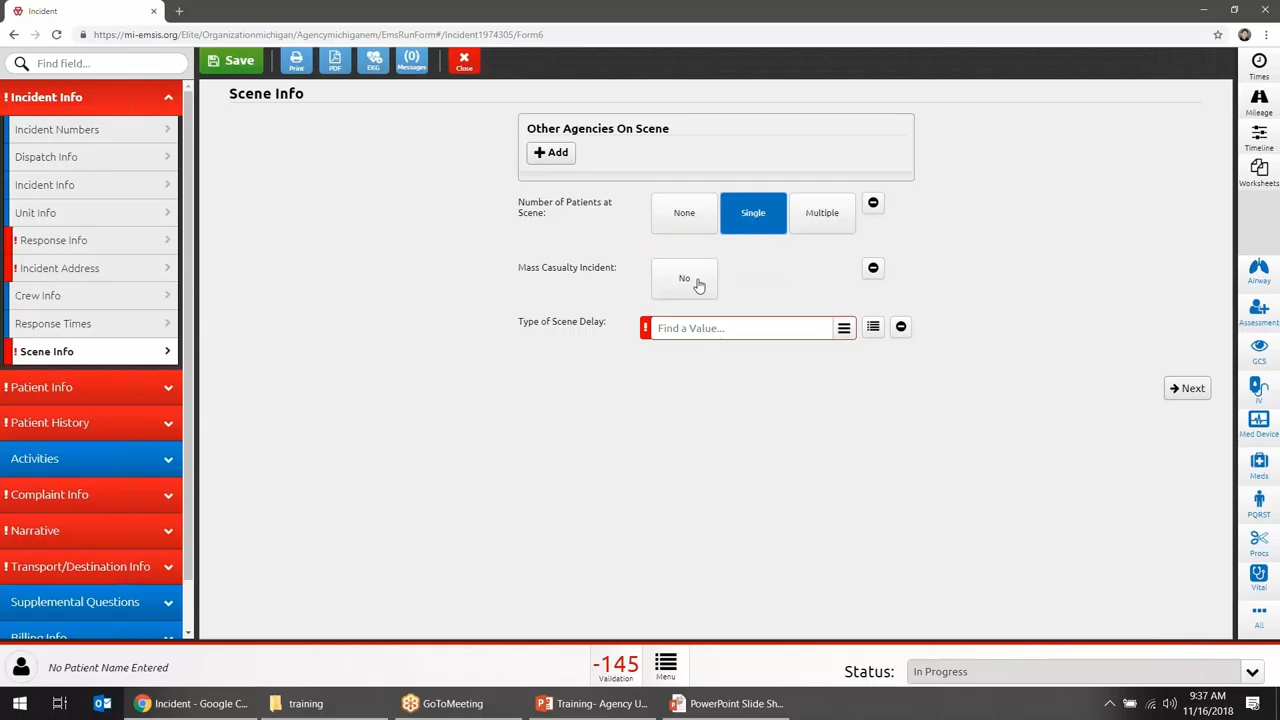 Incident
https://mi-emsis.org/Elite/Organizationmichigan/Agencymichiganem/EmsRunForm#/Incident1974305/Form6
Find field...
Save
Print
PDF
EKG
(0)
Messages
Close
Times
Mileage
Timeline
Worksheets
Airway
Assessment
GCS
IV
Med Device
Meds
PQRST
Procs
Vital
All
! Incident Info
Incident Numbers
Dispatch Info
Incident Info
Unit Info
! Response Info
! Incident Address
Crew Info
Response Times
! Scene Info
! Patient Info
! Patient History
Activities
! Complaint Info
! Narrative
! Transport/Destination Info
Supplemental Questions
Billing Info
Scene Info
Other Agencies On Scene
Add
Number of Patients at
Scene:
None
Single
Multiple
Mass Casualty Incident:
No
Type of Scene Delay:
! Find a Value...
Next
No Patient Name Entered
-145
Validation
Menu
Status:
In Progress
Incident - Google C...
training
GoToMeeting
Training- Agency U...
PowerPoint Slide Sh...
9:37 AM
11/16/2018